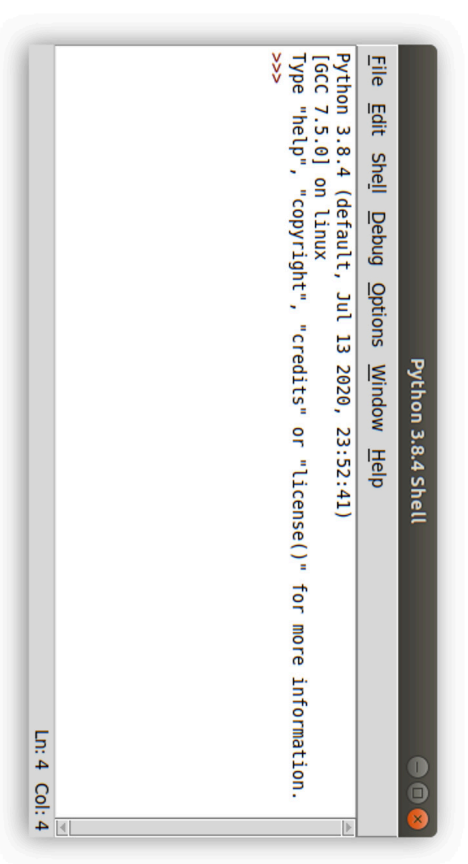 Python 3.8.4 Shell
File Edit Shell Debug Options Window Help
Python 3.8.4 (default, Jul 13 2020, 23:52:41)
[GCC 7.5.0] on linux
Type "help", "copyright", "credits" or "license()" for more information.
>>>
Ln: 4 Col: 4